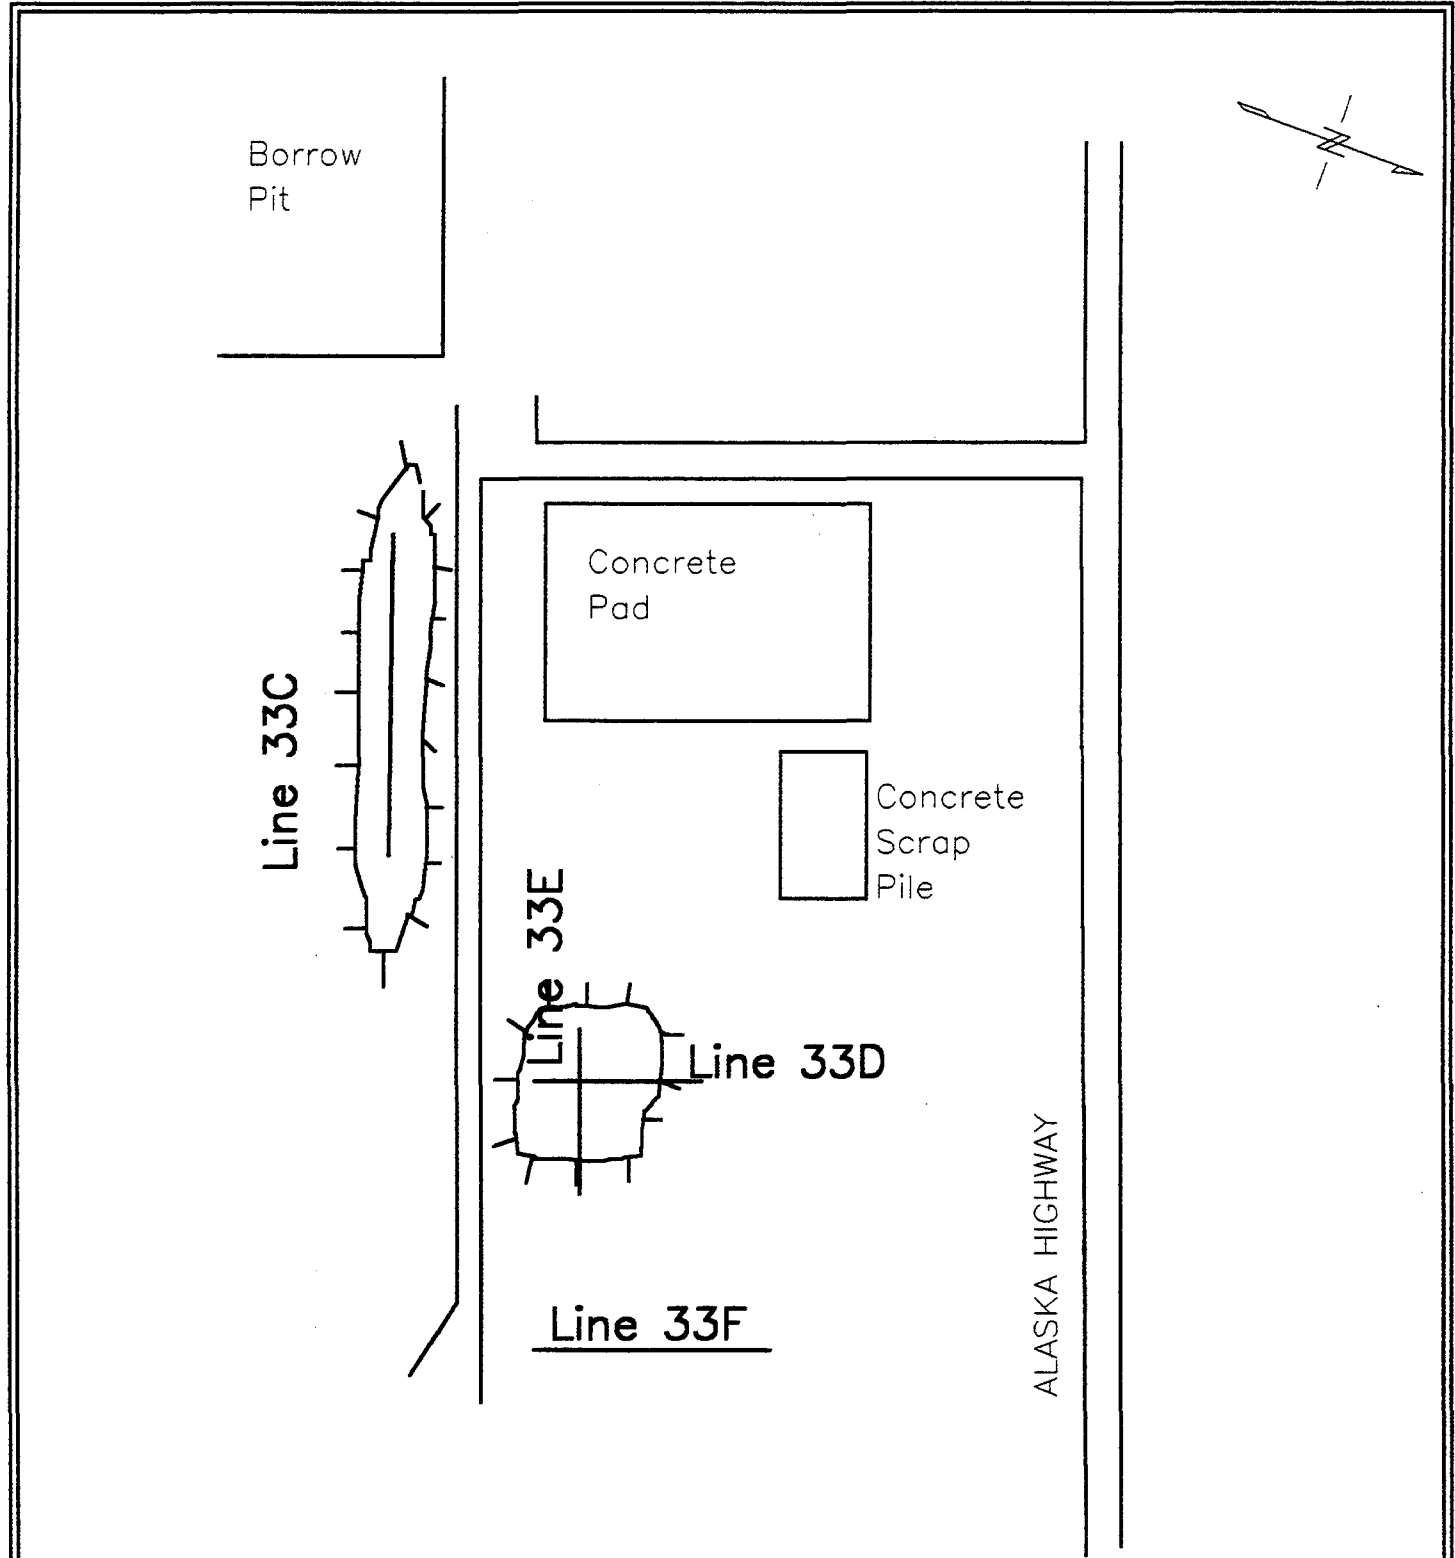 Borrow
Pit
N
Concrete
Pad
Line 33C
Concrete
Scrap
Pile
Line 33E
Line 33D
ALASKA HIGHWAY
Line 33F